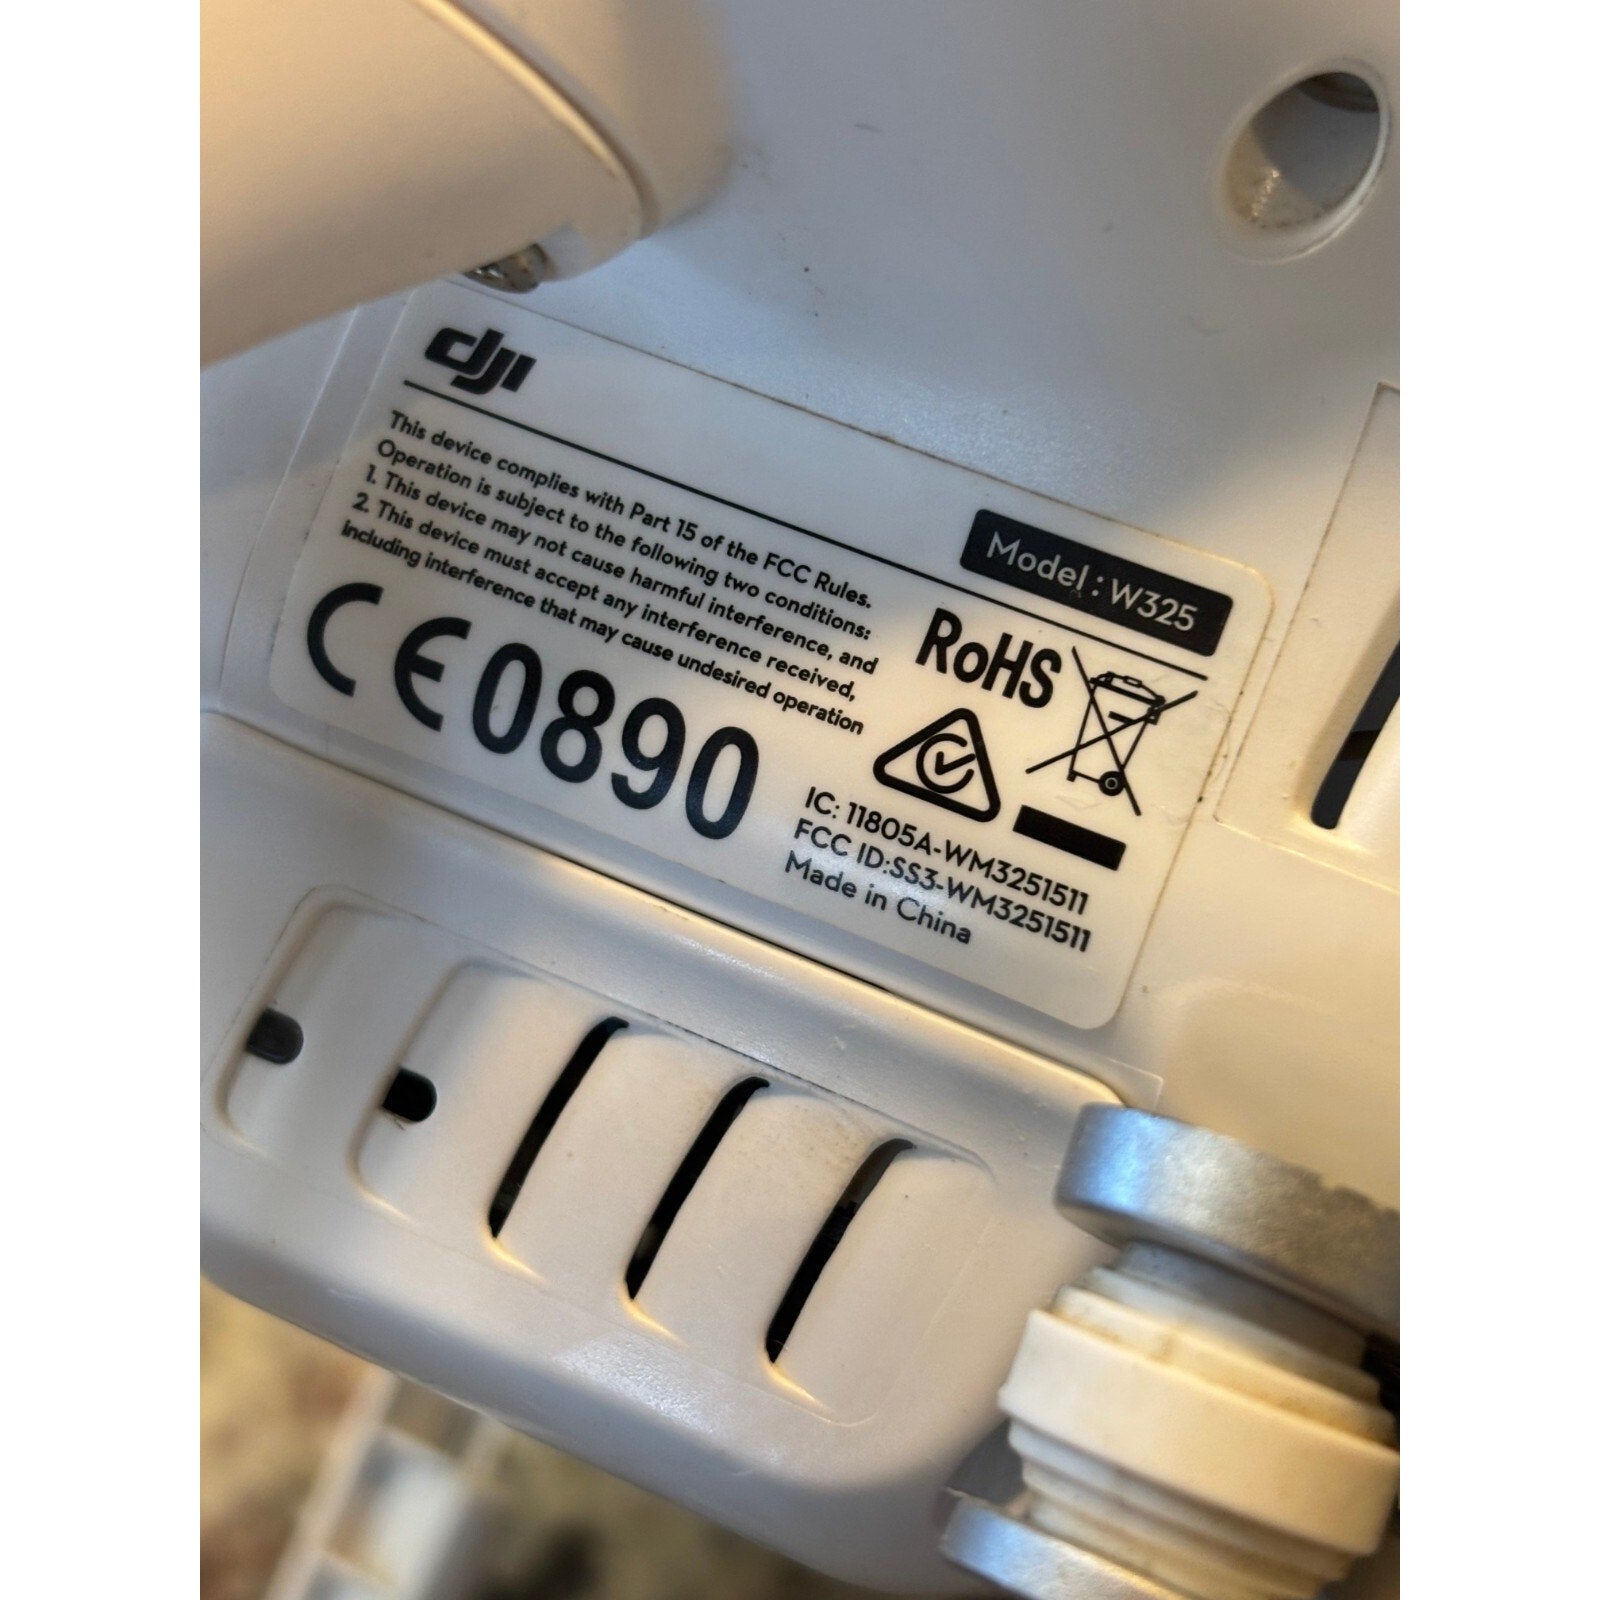 dji
Model : W325
This device complies with Part 15 of the FCC Rules.
Operation is subject to the following two conditions:
1. This device may not cause harmful interference, and
2. This device must accept any interference received,
including interference that may cause undesired operation
CE0890
RoHS
IC: 11805A-WM3251511
FCC ID:SS3-WM3251511
Made in China